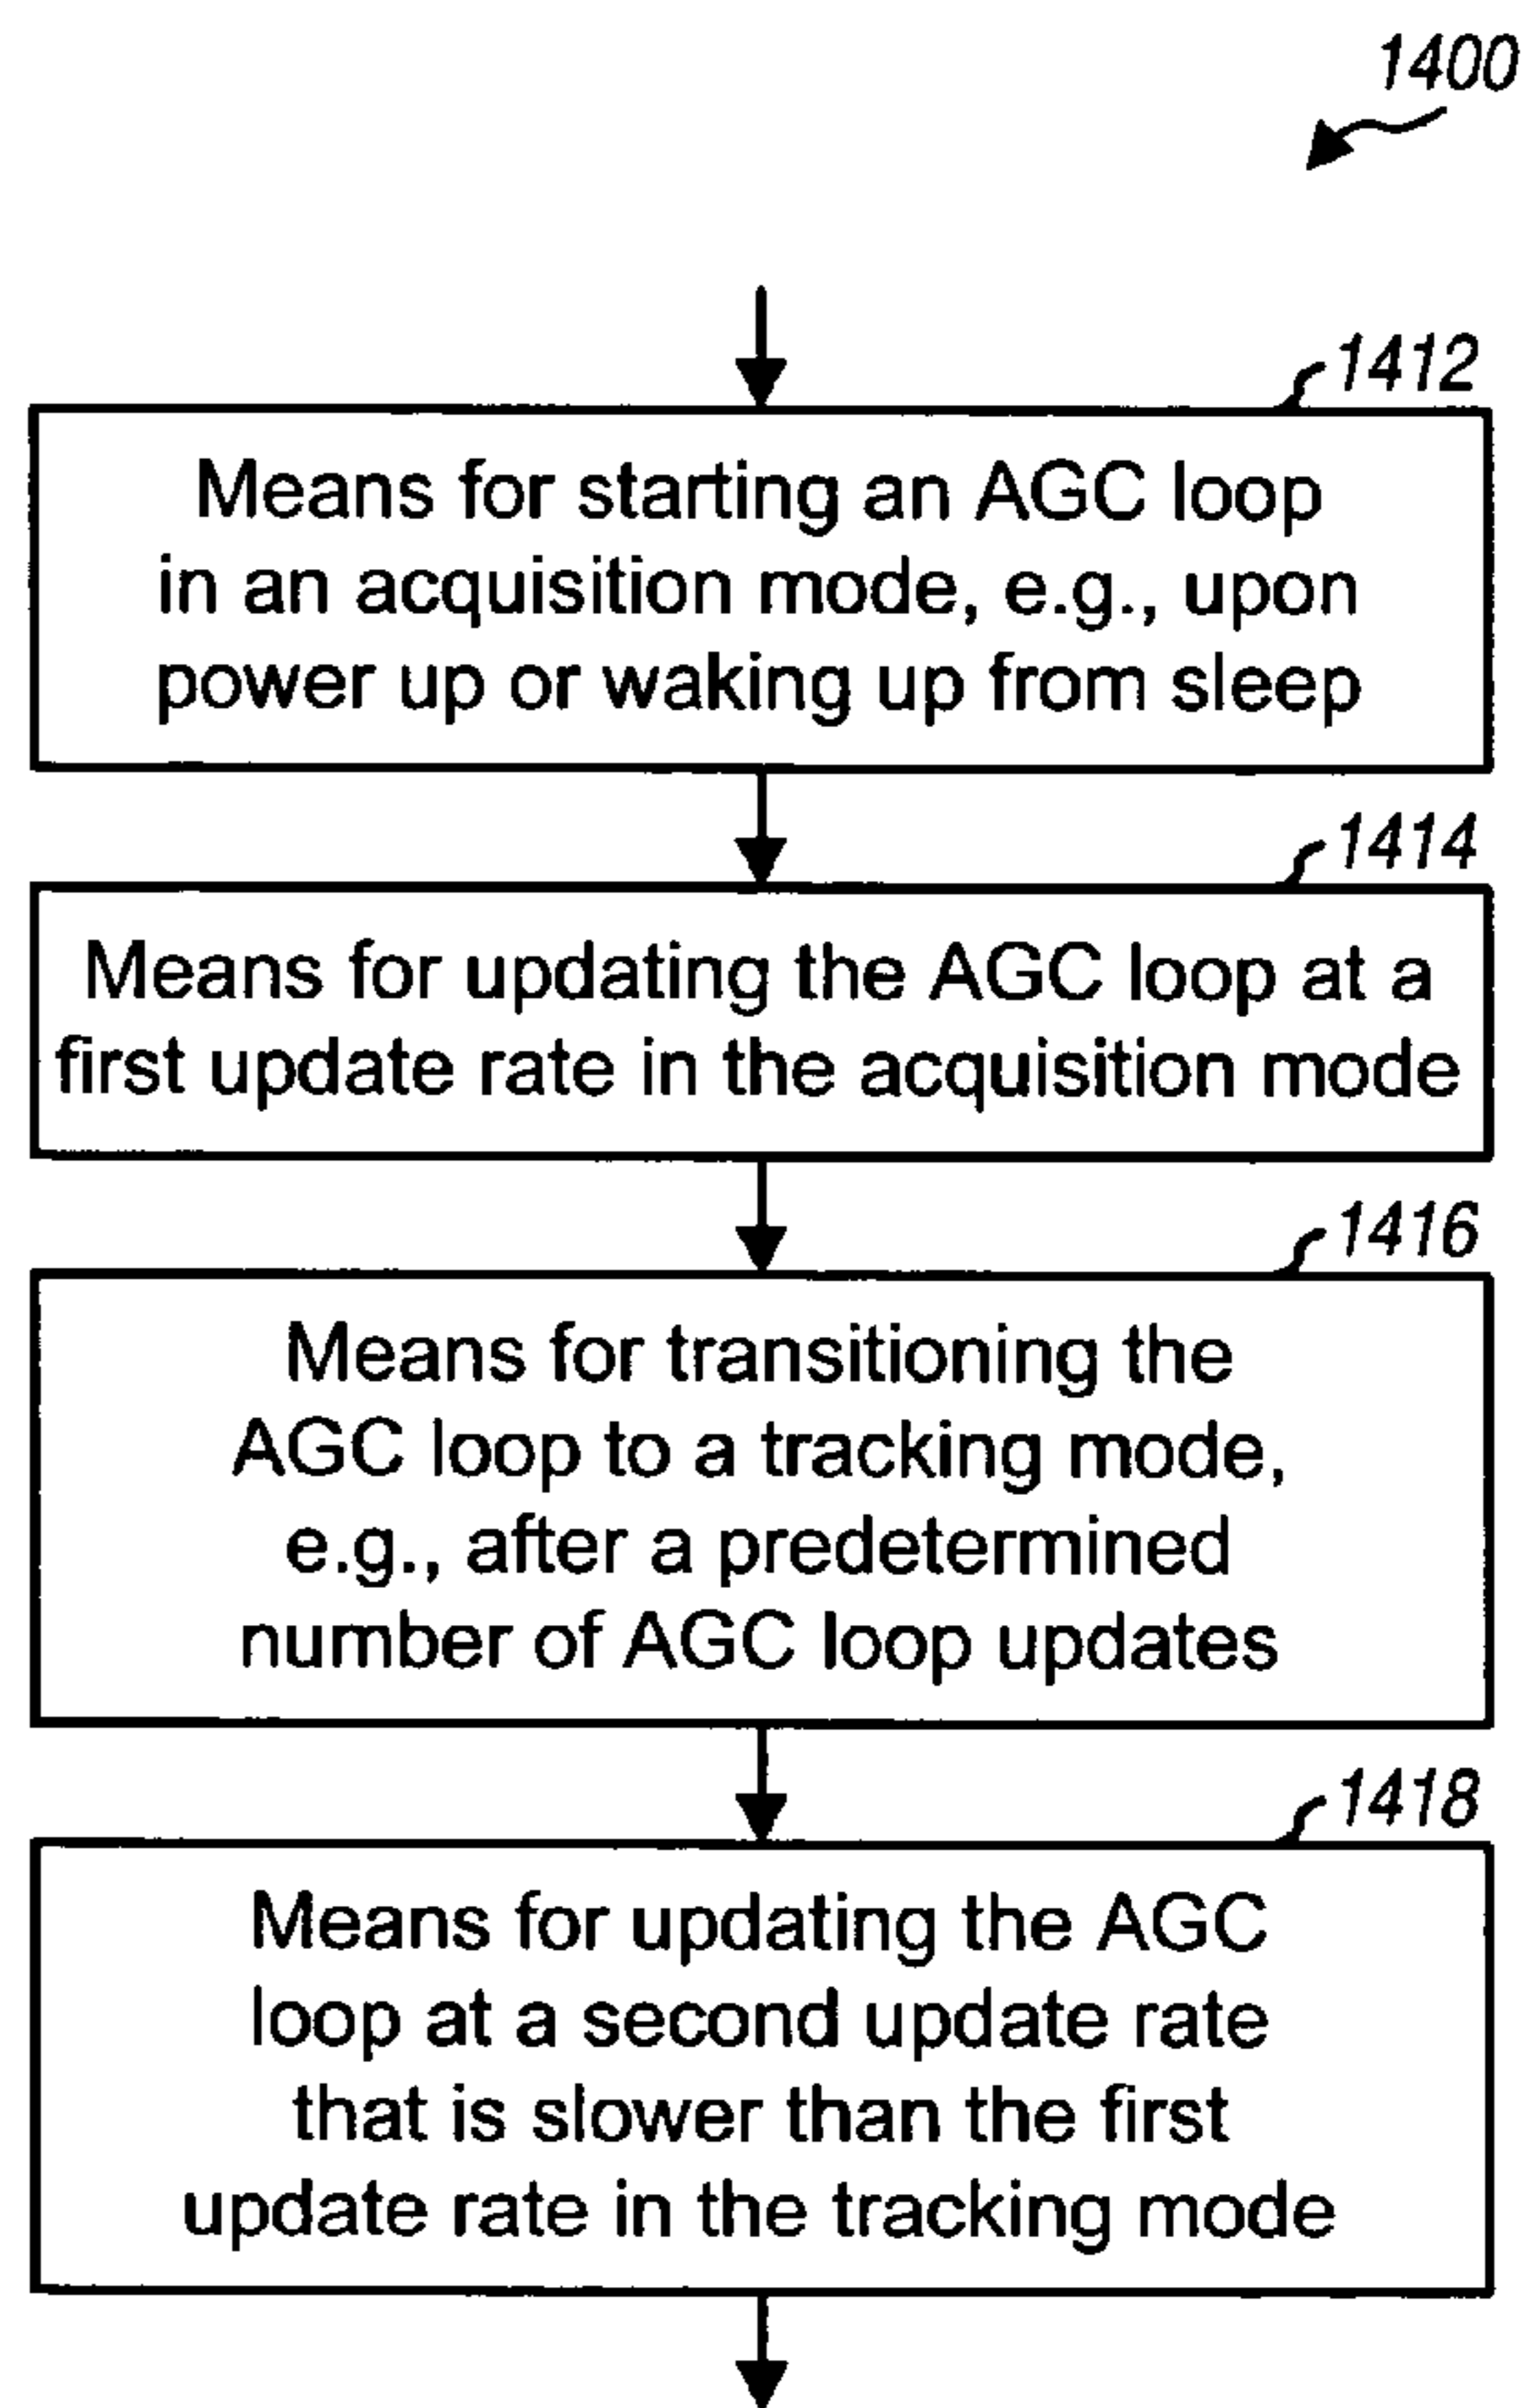 1400
1412
Means for starting an AGC loop
in an acquisition mode, e.g., upon
power up or waking up from sleep
1414
Means for updating the AGC loop at a
first update rate in the acquisition mode
1416
Means for transitioning the
AGC loop to a tracking mode,
e.g., after a predetermined
number of AGC loop updates
1418
Means for updating the AGC
loop at a second update rate
that is slower than the first
update rate in the tracking mode